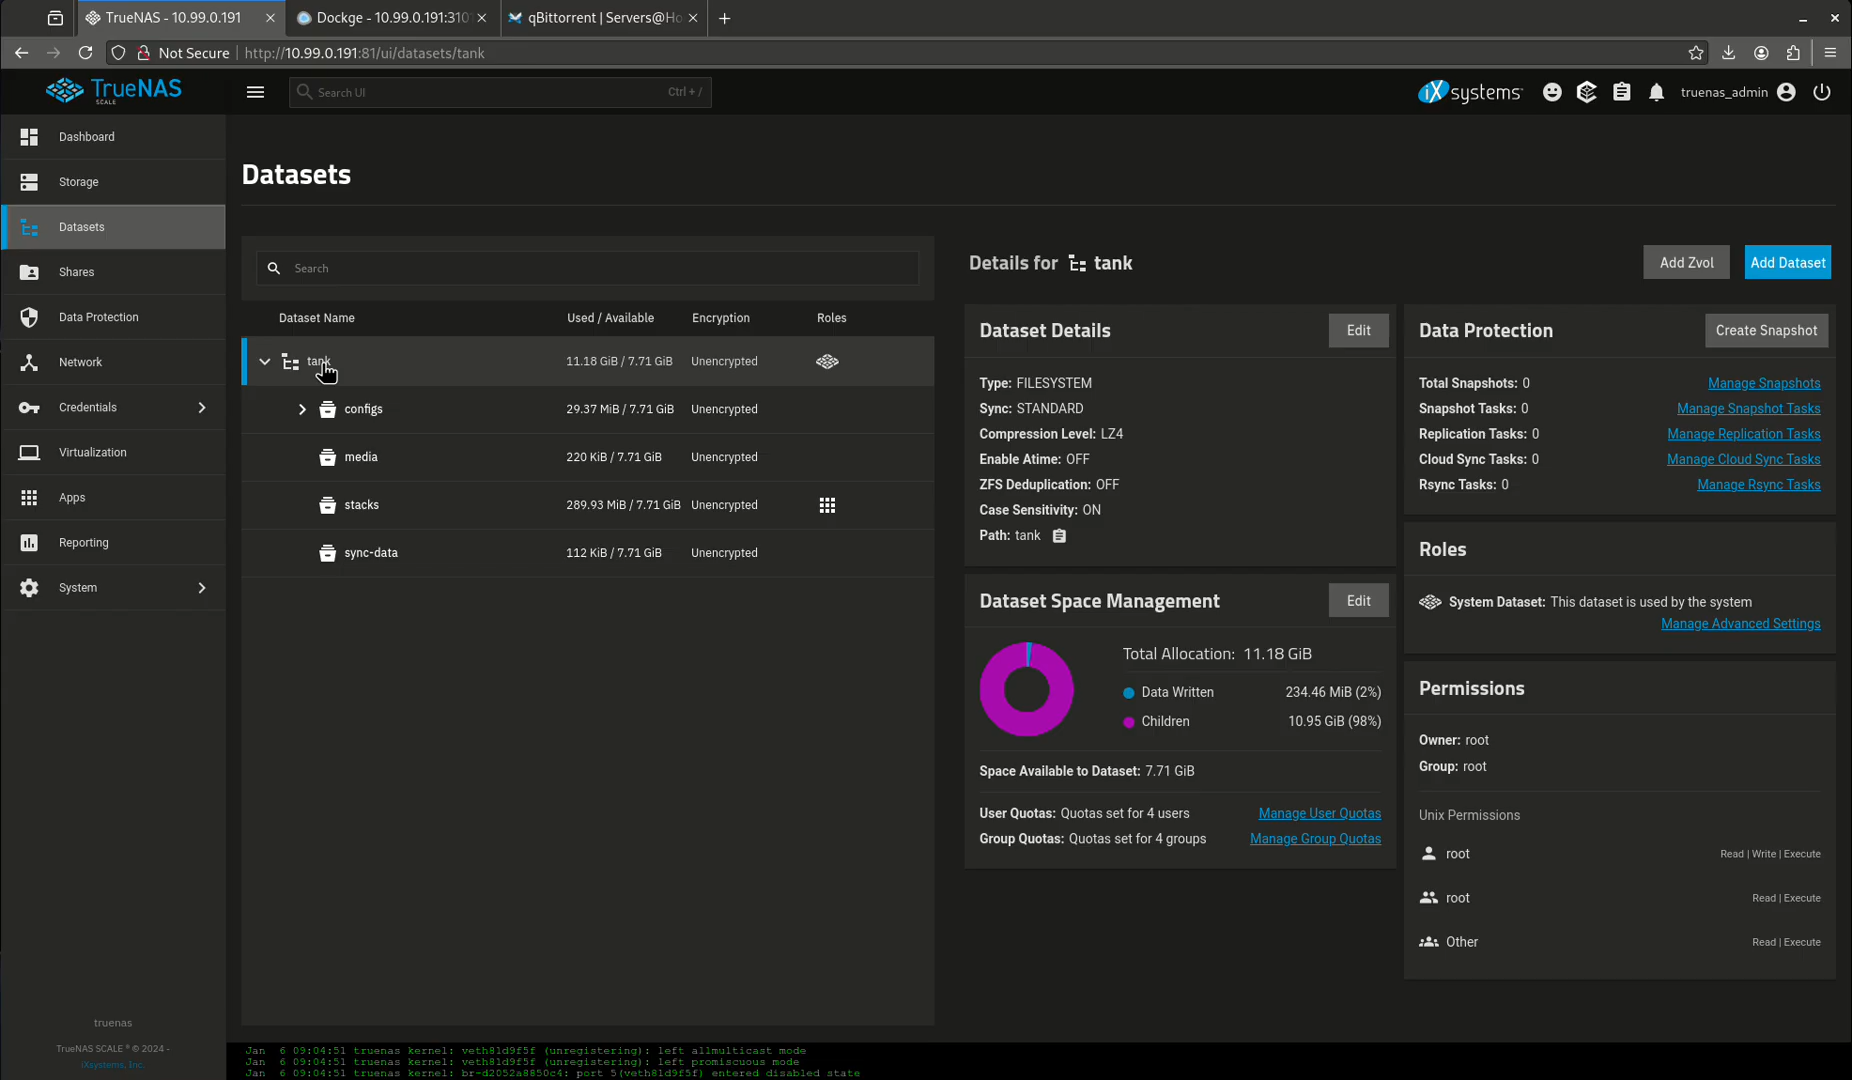 TrueNAS - 10.99.0.191
Dockge - 10.99.0.191:310
qBittorrent | Servers@Ho
Not Secure
http://10.99.0.191:81/ui/datasets/tank
TrueNAS
SCALE
Search UI
Ctrl + /
iXsystems
truenas_admin
Dashboard
Storage
Datasets
Shares
Data Protection
Network
Credentials
Virtualization
Apps
Reporting
System
truenas
TrueNAS SCALE ® © 2024 -
iXsystems, Inc.
Datasets
Search
Dataset Name Used / Available Encryption Roles
tank 11.18 GiB / 7.71 GiB Unencrypted
configs 29.37 MiB / 7.71 GiB Unencrypted
media 220 KiB / 7.71 GiB Unencrypted
stacks 289.93 MiB / 7.71 GiB Unencrypted
sync-data 112 KiB / 7.71 GiB Unencrypted
Details for tank
Add Zvol
Add Dataset
Dataset Details
Edit
Type: FILESYSTEM
Sync: STANDARD
Compression Level: LZ4
Enable Atime: OFF
ZFS Deduplication: OFF
Case Sensitivity: ON
Path: tank
Dataset Space Management
Edit
Total Allocation: 11.18 GiB
Data Written 234.46 MiB (2%)
Children 10.95 GiB (98%)
Space Available to Dataset: 7.71 GiB
User Quotas: Quotas set for 4 users Manage User Quotas
Group Quotas: Quotas set for 4 groups Manage Group Quotas
Data Protection
Create Snapshot
Total Snapshots: 0 Manage Snapshots
Snapshot Tasks: 0 Manage Snapshot Tasks
Replication Tasks: 0 Manage Replication Tasks
Cloud Sync Tasks: 0 Manage Cloud Sync Tasks
Rsync Tasks: 0 Manage Rsync Tasks
Roles
System Dataset: This dataset is used by the system
Manage Advanced Settings
Permissions
Owner: root
Group: root
Unix Permissions
root Read | Write | Execute
root Read | Execute
Other Read | Execute
Jan 6 09:04:51 truenas kernel: veth81d9f5f (unregistering): left allmulticast mode
Jan 6 09:04:51 truenas kernel: veth81d9f5f (unregistering): left promiscuous mode
Jan 6 09:04:51 truenas kernel: br-d2052a8850c4: port 5(veth81d9f5f) entered disabled state